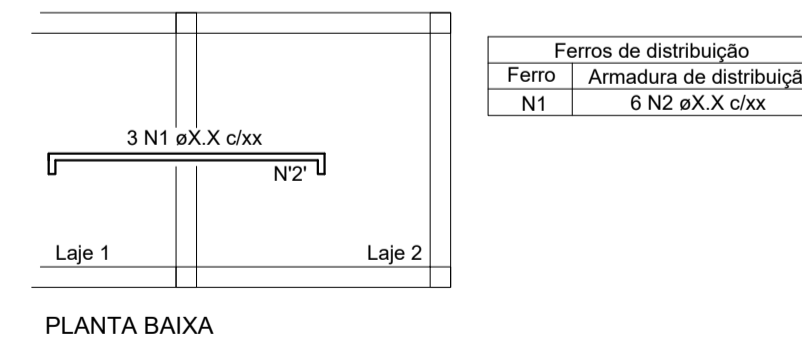 Ferros de distribuição
Ferro Armadura de distribuiçã
N1 6 N2 øX.X c/xx
3 N1 øX.X c/xx
N'2'
Laje 1 Laje 2
PLANTA BAIXA